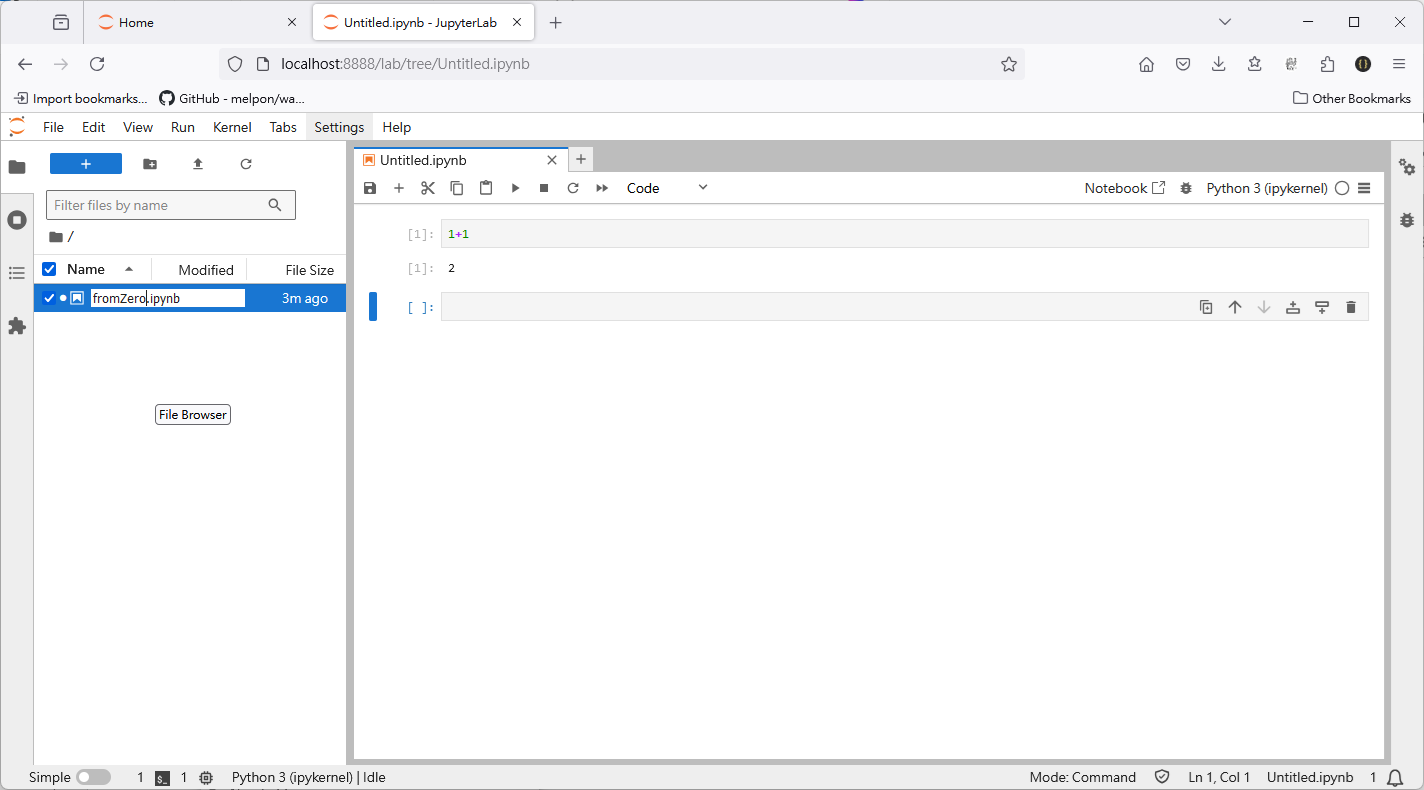 Home
Untitled.ipynb - JupyterLab
localhost:8888/lab/tree/Untitled.ipynb
Import bookmarks...
GitHub - melpon/wa...
Other Bookmarks
File Edit View Run Kernel Tabs Settings Help
Untitled.ipynb
Filter files by name
Code
Notebook
Python 3 (ipykernel)
/
Name Modified File Size
fromZero.ipynb 3m ago
File Browser
[1]: 1+1
[1]: 2
[ ]:
Simple 1 $_ 1 Python 3 (ipykernel) | Idle
Mode: Command Ln 1, Col 1 Untitled.ipynb 1